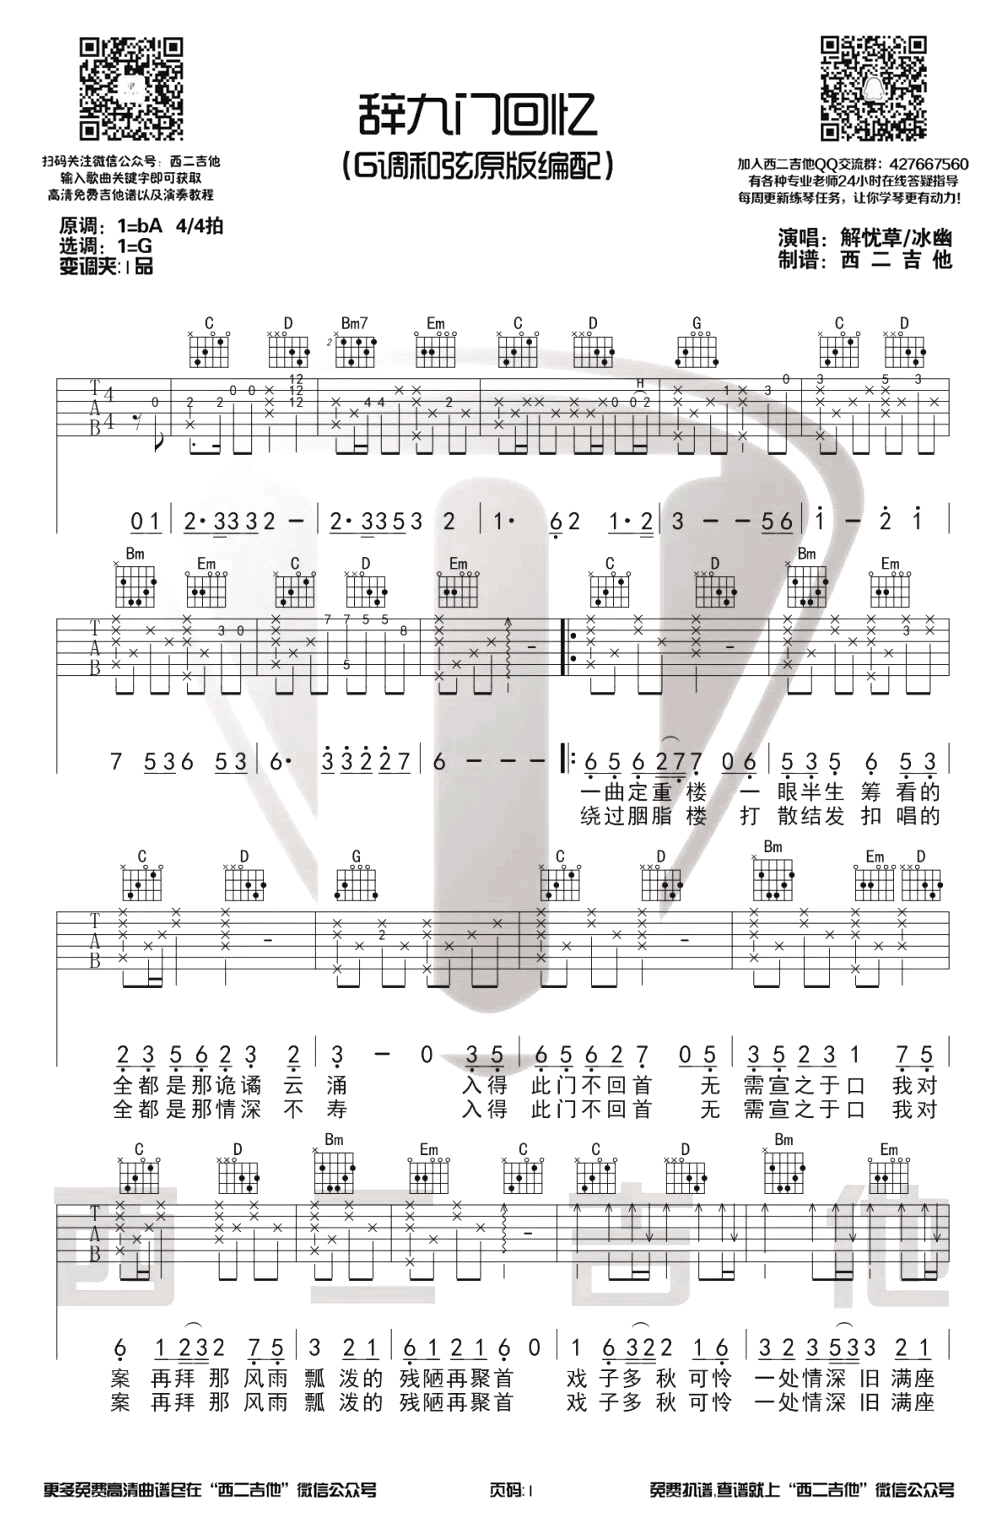 辞九门回忆
(G调和弦原版编配)
扫码关注微信公众号：西二吉他
输入歌曲关键字即可获取
高清免费吉他谱以及演奏教程
加入西二吉他QQ交流群：427667560
有各种专业老师24小时在线答疑指导
每周更新练琴任务，让你学琴更有动力！
原调：1=bA 4/4拍
选调：1=G
变调夹:1品
演唱：解忧草/冰幽
制谱：西二吉他
C D Bm7 Em C D G C D
0 1 2·3 3 3 2 － 2·3 3 5 3 2 1· 6 2 1·2 3 － － 5 6 1 － 2 1
Bm Em C D Em C D Bm Em
7 5 3 6 5 3 6· 3 3 2 2 7 6 － － － 6 5 6 2 7 7 0 6 5 3 5 6 5 3
一曲定重楼 一眼半生筹看的
绕过胭脂楼 打散结发扣唱的
C D G C D Bm Em D
2 3 5 6 2 3 2 3 － 0 3 5 6 5 6 2 7 0 5 3 5 2 3 1 7 5
全都是那诡谲云涌 入得此门不回首 无需宣之于口 我对
全都是那情深不寿 入得此门不回首 无需宣之于口 我对
C D Bm Em C C D Bm Em
6 1 2 3 2 7 5 3 2 1 6 1 2 1 6 0 1 6 3 2 2 1 6 3 2 3 5 3 2 1
案再拜那风雨瓢泼的残陋再聚首 戏子多秋可怜一处情深旧满座
案再拜那风雨瓢泼的残陋再聚首 戏子多秋可怜一处情深旧满座
西二吉他
更多免费高清曲谱尽在“西二吉他”微信公众号
页码:1
免费扒谱,查谱就上“西二吉他”微信公众号